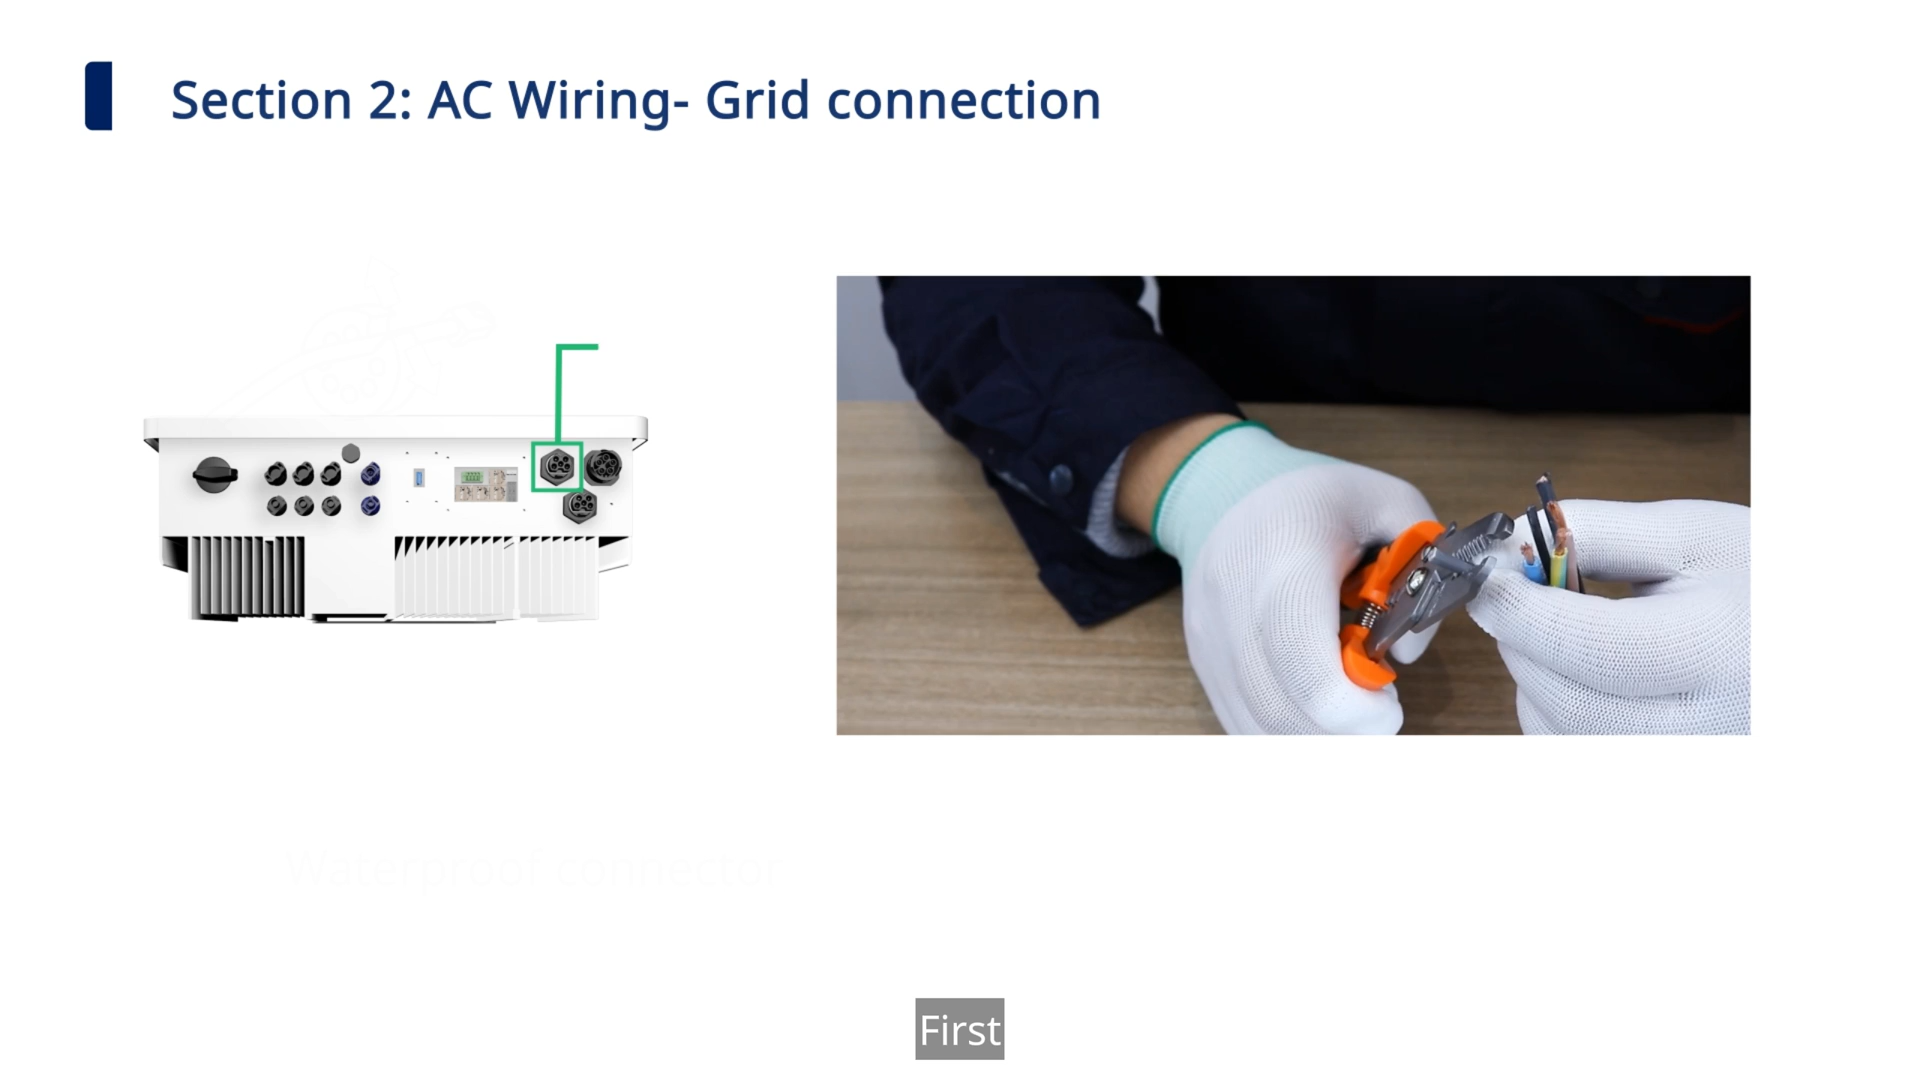 Section 2: AC Wiring- Grid connection
Waterproof connector
First